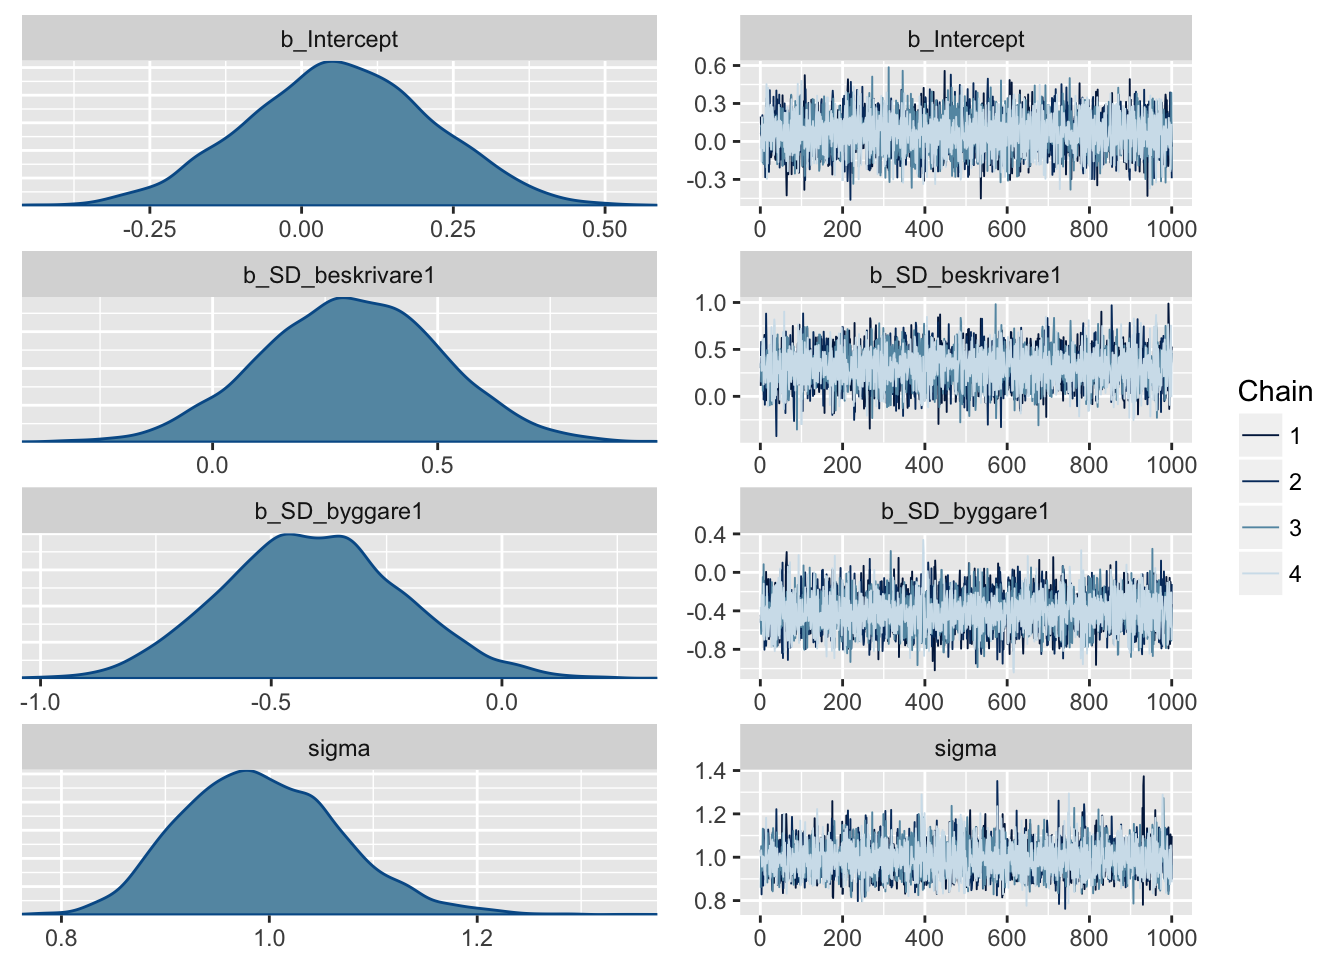 b_Intercept
-0.25 0.00 0.25 0.50
b_Intercept
0.6
0.3
0.0
-0.3
0 200 400 600 800 1000
b_SD_beskrivare1
0.0 0.5
b_SD_beskrivare1
1.0
0.5
0.0
0 200 400 600 800 1000
b_SD_byggare1
-1.0 -0.5 0.0
b_SD_byggare1
0.4
0.0
-0.4
-0.8
0 200 400 600 800 1000
sigma
0.8 1.0 1.2
sigma
1.4
1.2
1.0
0.8
0 200 400 600 800 1000
Chain
1
2
3
4